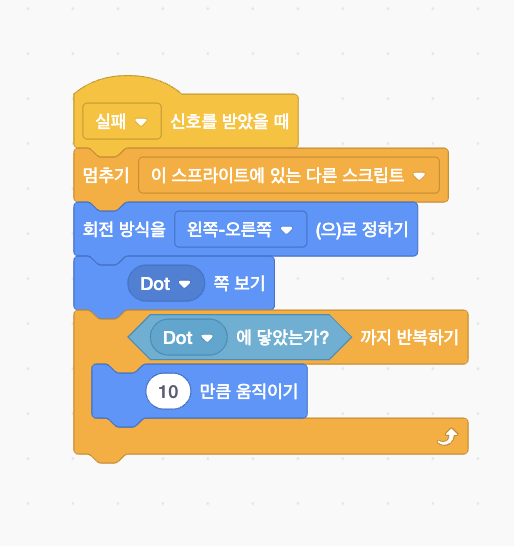 실패 신호를 받았을 때
멈추기 이 스프라이트에 있는 다른 스크립트
회전 방식을 왼쪽-오른쪽 (으)로 정하기
Dot 쪽 보기
Dot 에 닿았는가? 까지 반복하기
10 만큼 움직이기